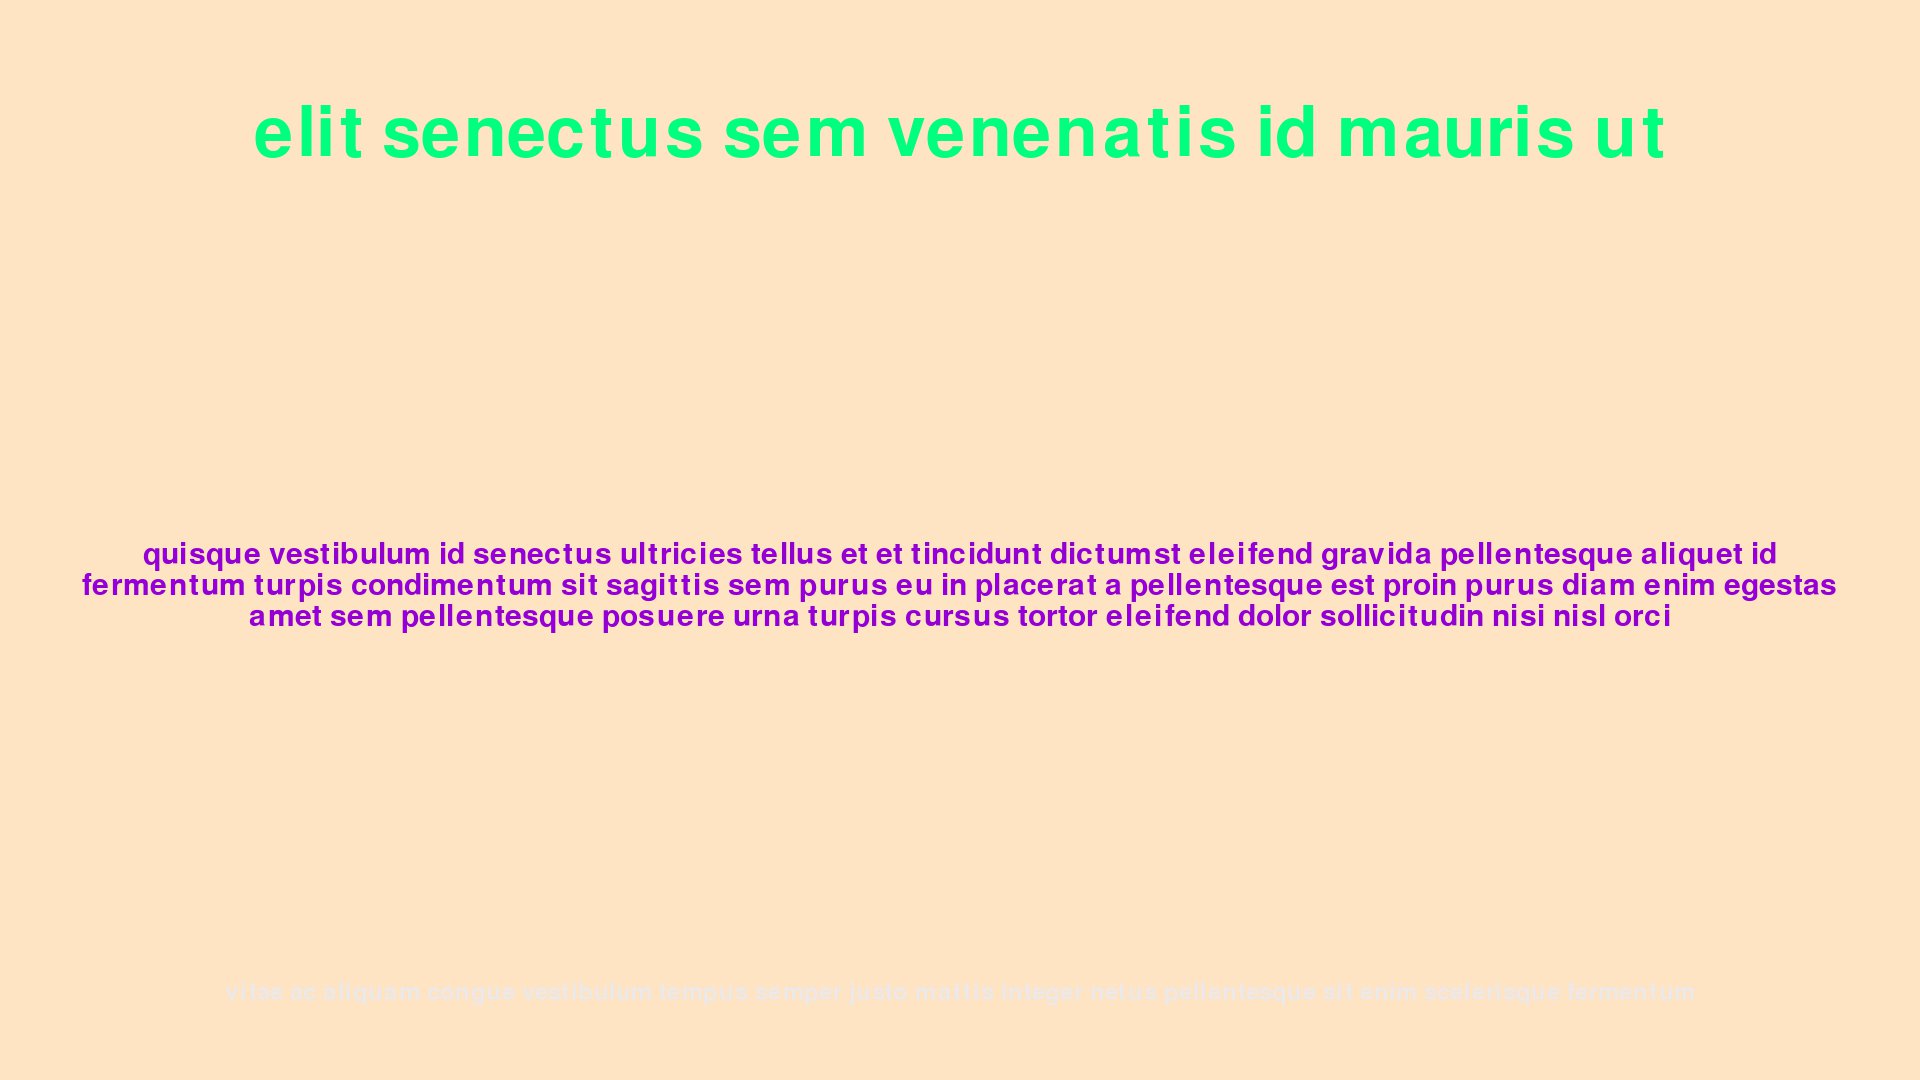 elit senectus sem venenatis id mauris ut
quisque vestibulum id senectus ultricies tellus et et tincidunt dictumst eleifend gravida pellentesque aliquet id
fermentum turpis condimentum sit sagittis sem purus eu in placerat a pellentesque est proin purus diam enim egestas
amet sem pellentesque posuere urna turpis cursus tortor eleifend dolor sollicitudin nisi nisl orci
vitae ac aliquam congue vestibulum tempus semper justo mattis integer netus pellentesque sit enim scelerisque fermentum